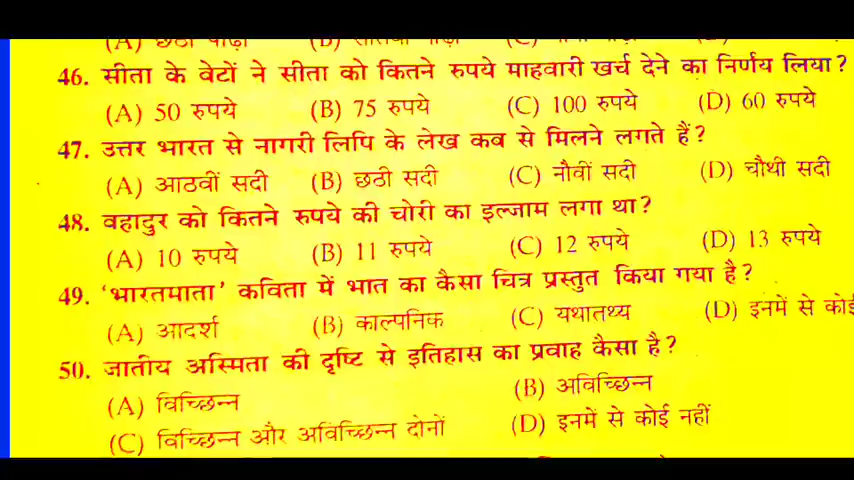 46. सीता के बेटों ने सीता को कितने रुपये माहवारी खर्च देने का निर्णय लिया?
(A) 50 रुपये (B) 75 रुपये (C) 100 रुपये (D) 60 रुपये
47. उत्तर भारत से नागरी लिपि के लेख कब से मिलने लगते हैं?
(A) आठवीं सदी (B) छठी सदी (C) नौवीं सदी (D) चौथी सदी
48. वहादुर को कितने रुपये की चोरी का इल्जाम लगा था?
(A) 10 रुपये (B) 11 रुपये (C) 12 रुपये (D) 13 रुपये
49. 'भारतमाता' कविता में भात का कैसा चित्र प्रस्तुत किया गया है?
(A) आदर्श (B) काल्पनिक (C) यथातथ्य (D) इनमें से कोई
50. जातीय अस्मिता की दृष्टि से इतिहास का प्रवाह कैसा है?
(A) विच्छिन्न (B) अविच्छिन्न
(C) विच्छिन्न और अविच्छिन्न दोनों (D) इनमें से कोई नहीं